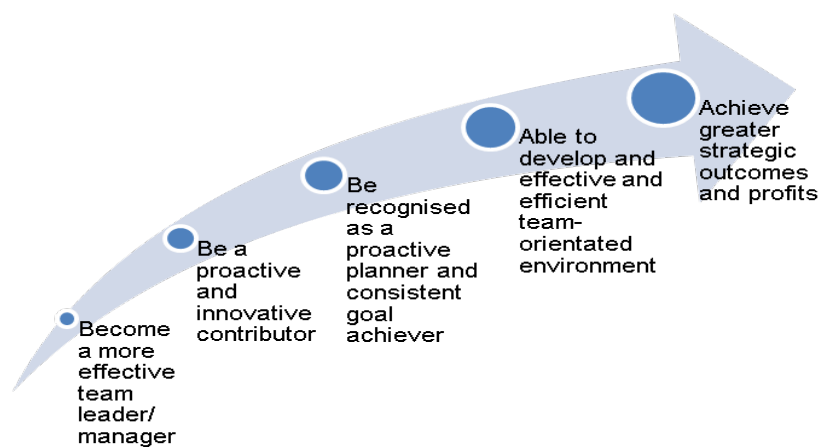 Become
a more
effective
team
leader/
manager
Be a
proactive
and
innovative
contributor
Be
recognised
as a
proactive
planner and
consistent
goal
achiever
Able to
develop and
effective and
efficient
team-
orientated
environment
Achieve
greater
strategic
outcomes
and profits